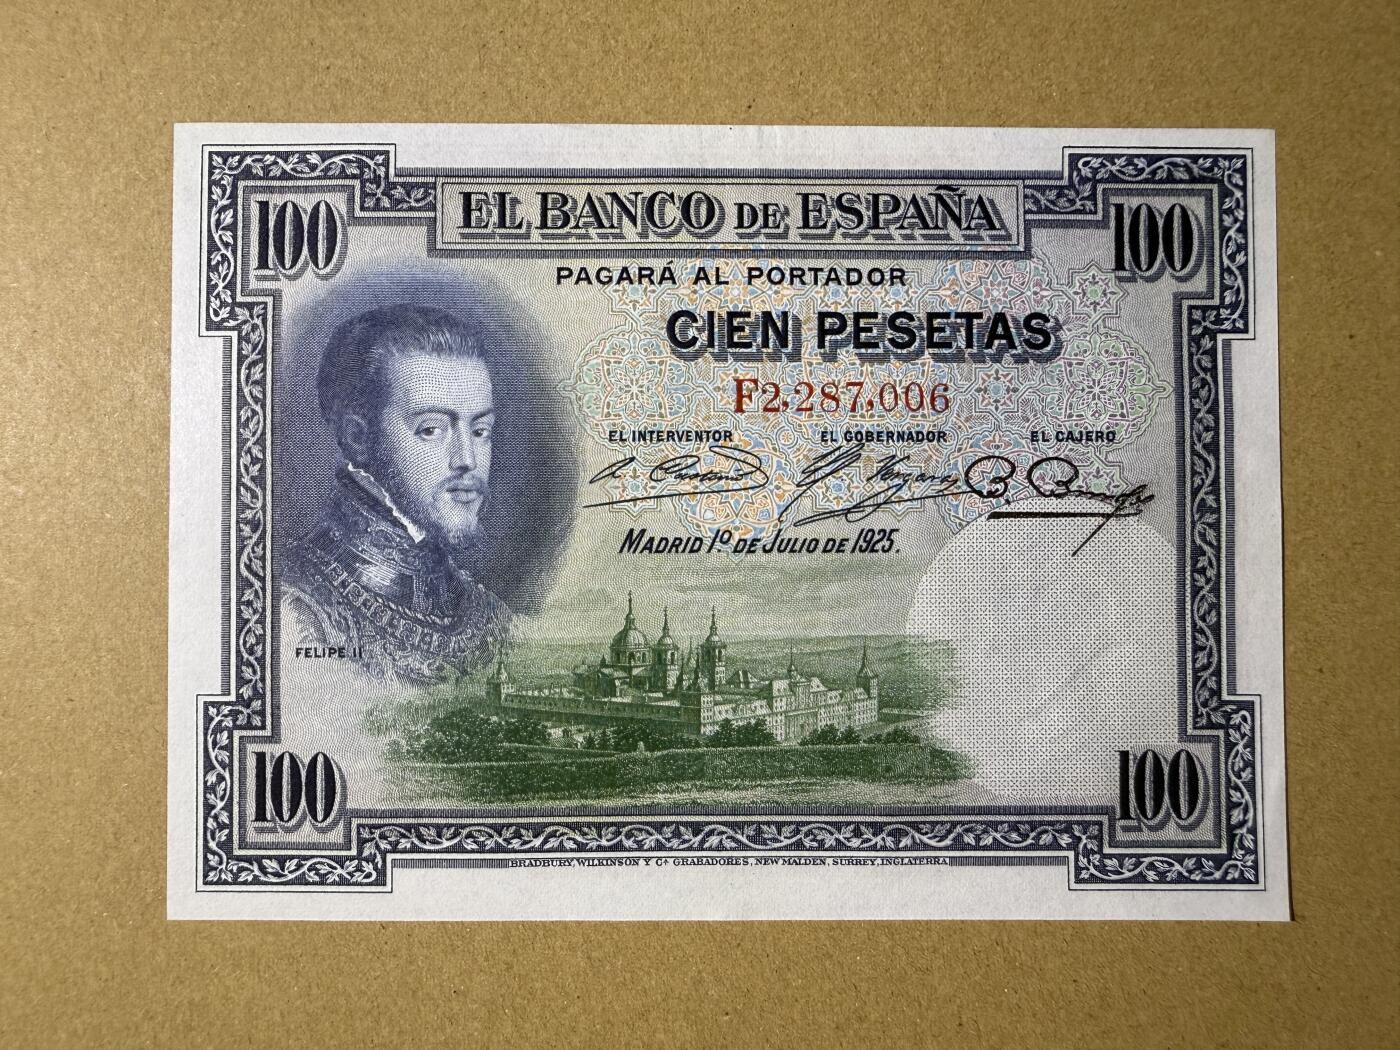 100 EL BANCO DE ESPAÑA 100
PAGARÁ AL PORTADOR
CIEN PESETAS
F2,287,006
EL INTERVENTOR EL GOBERNADOR EL CAJERO
MADRID 1º DE JULIO DE 1925.
FELIPE II
100 100
BRADBURY, WILKINSON Y Cª GRABADORES, NEW MALDEN, SURREY, INGLATERRA